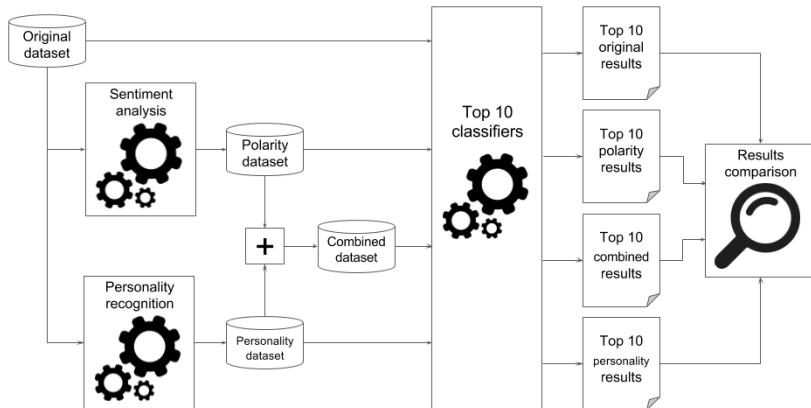 Original
dataset
Sentiment
analysis
Polarity
dataset
+
Combined
dataset
Personality
recognition
Personality
dataset
Top 10
classifiers
Top 10
original
results
Top 10
polarity
results
Top 10
combined
results
Top 10
personality
results
Results
comparison